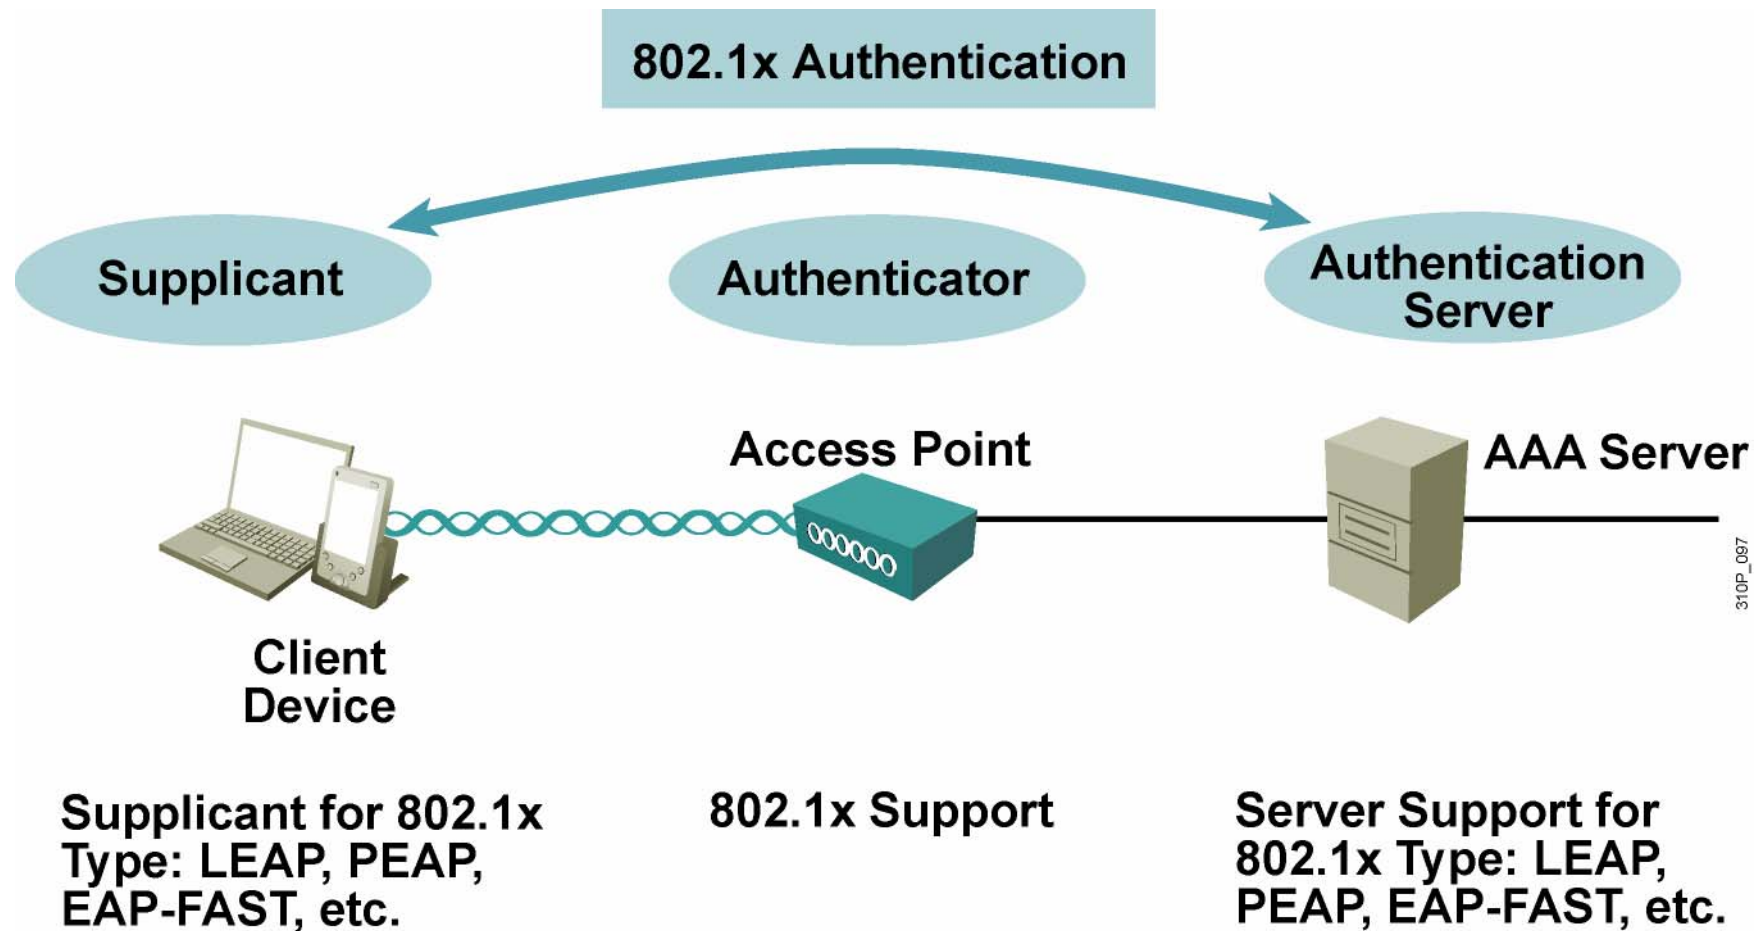 802.1x Authentication
Supplicant
Authenticator
Authentication
Server
Access Point
AAA Server
310P_097
Client
Device
Supplicant for 802.1x
Type: LEAP, PEAP,
EAP-FAST, etc.
802.1x Support
Server Support for
802.1x Type: LEAP,
PEAP, EAP-FAST, etc.